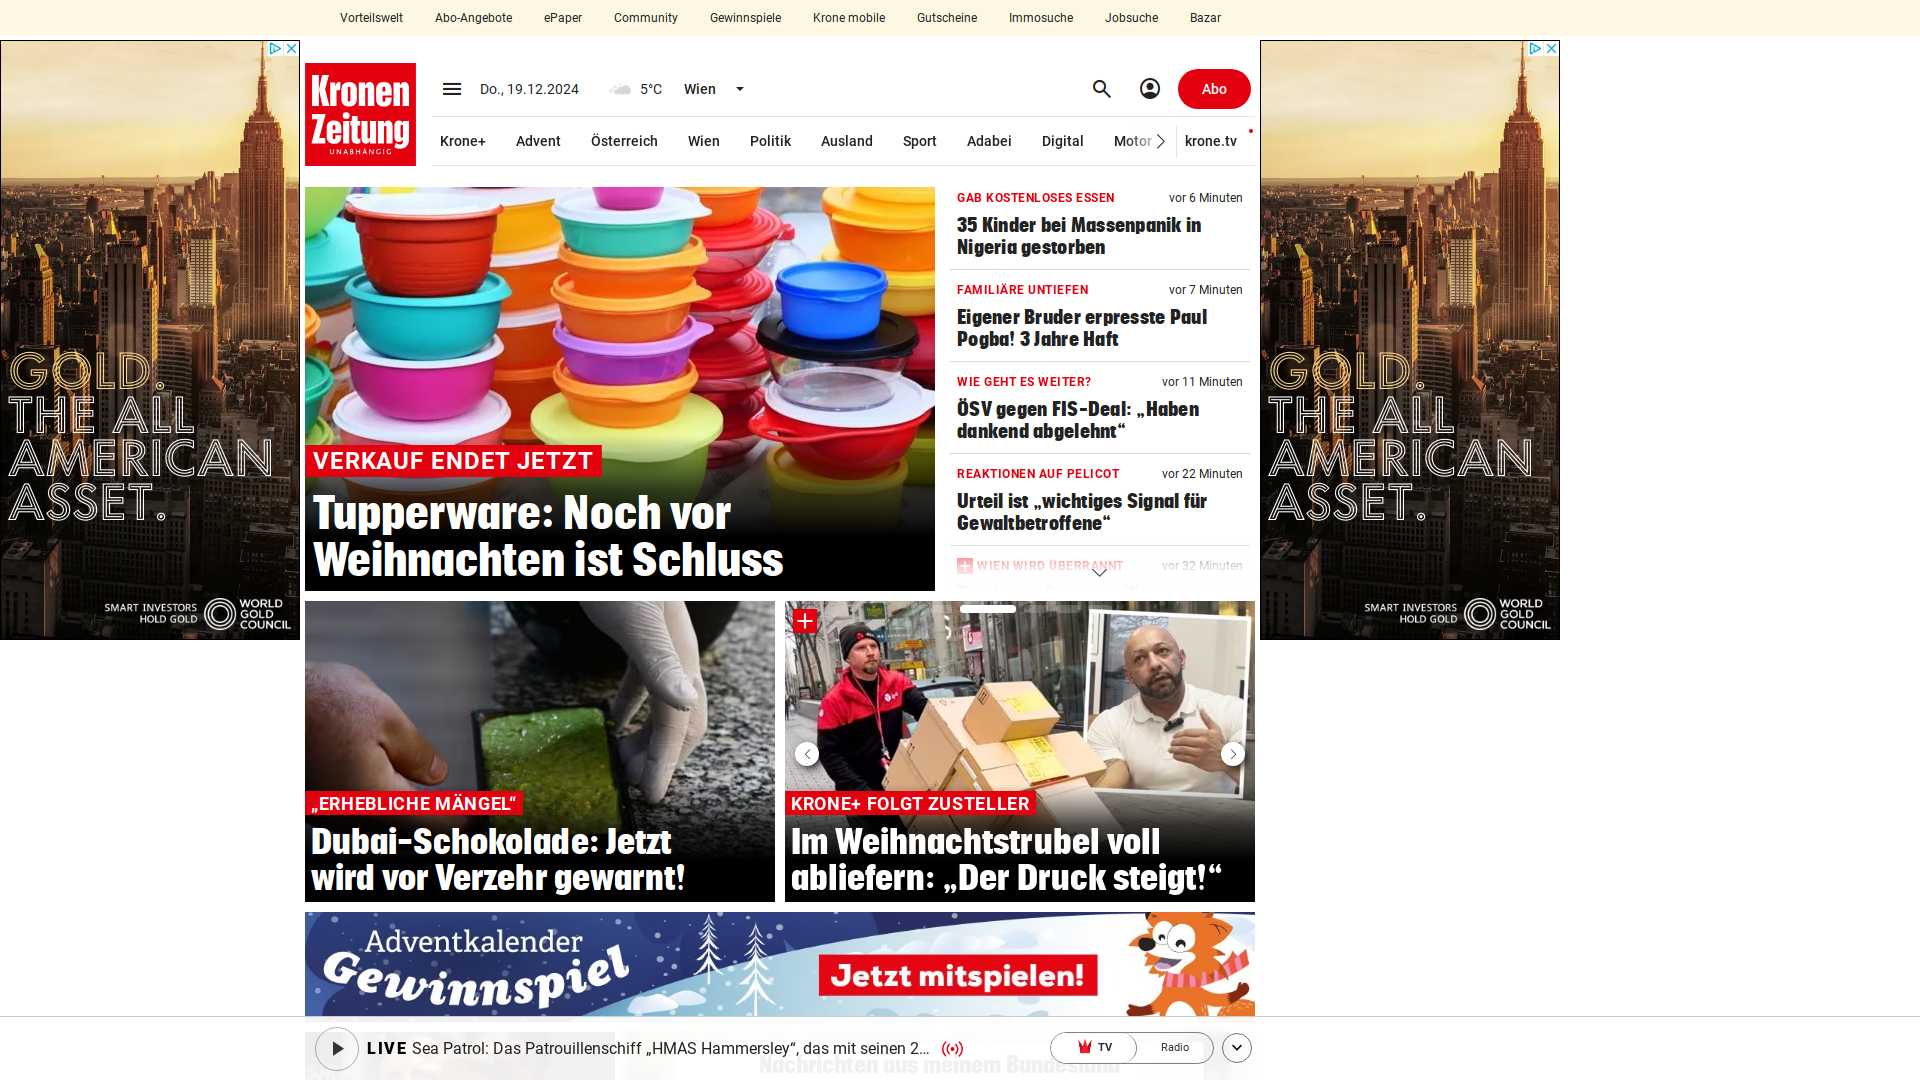 Vorteilswelt Abo-Angebote ePaper Community Gewinnspiele Krone mobile Gutscheine Immosuche Jobsuche Bazar
Kronen
Zeitung
UNABHÄNGIG
Do., 19.12.2024 5°C Wien Abo
Krone+ Advent Österreich Wien Politik Ausland Sport Adabei Digital Motor krone.tv
GOLD.
THE ALL
AMERICAN
ASSET.
SMART INVESTORS
HOLD GOLD
WORLD
GOLD
COUNCIL
VERKAUF ENDET JETZT
Tupperware: Noch vor
Weihnachten ist Schluss
GAB KOSTENLOSES ESSEN vor 6 Minuten
35 Kinder bei Massenpanik in
Nigeria gestorben
FAMILIÄRE UNTIEFEN vor 7 Minuten
Eigener Bruder erpresste Paul
Pogba! 3 Jahre Haft
WIE GEHT ES WEITER? vor 11 Minuten
ÖSV gegen FIS-Deal: „Haben
dankend abgelehnt“
REAKTIONEN AUF PELICOT vor 22 Minuten
Urteil ist „wichtiges Signal für
Gewaltbetroffene“
WIEN WIRD ÜBERRANNT vor 32 Minuten
GOLD.
THE ALL
AMERICAN
ASSET.
SMART INVESTORS
HOLD GOLD
WORLD
GOLD
COUNCIL
„ERHEBLICHE MÄNGEL“
Dubai-Schokolade: Jetzt
wird vor Verzehr gewarnt!
KRONE+ FOLGT ZUSTELLER
Im Weihnachtstrubel voll
abliefern: „Der Druck steigt!“
Adventkalender
Gewinnspiel
Jetzt mitspielen!
LIVE Sea Patrol: Das Patrouillenschiff „HMAS Hammersley“, das mit seinen 2... TV Radio
Nachrichten aus meinem Bundesland